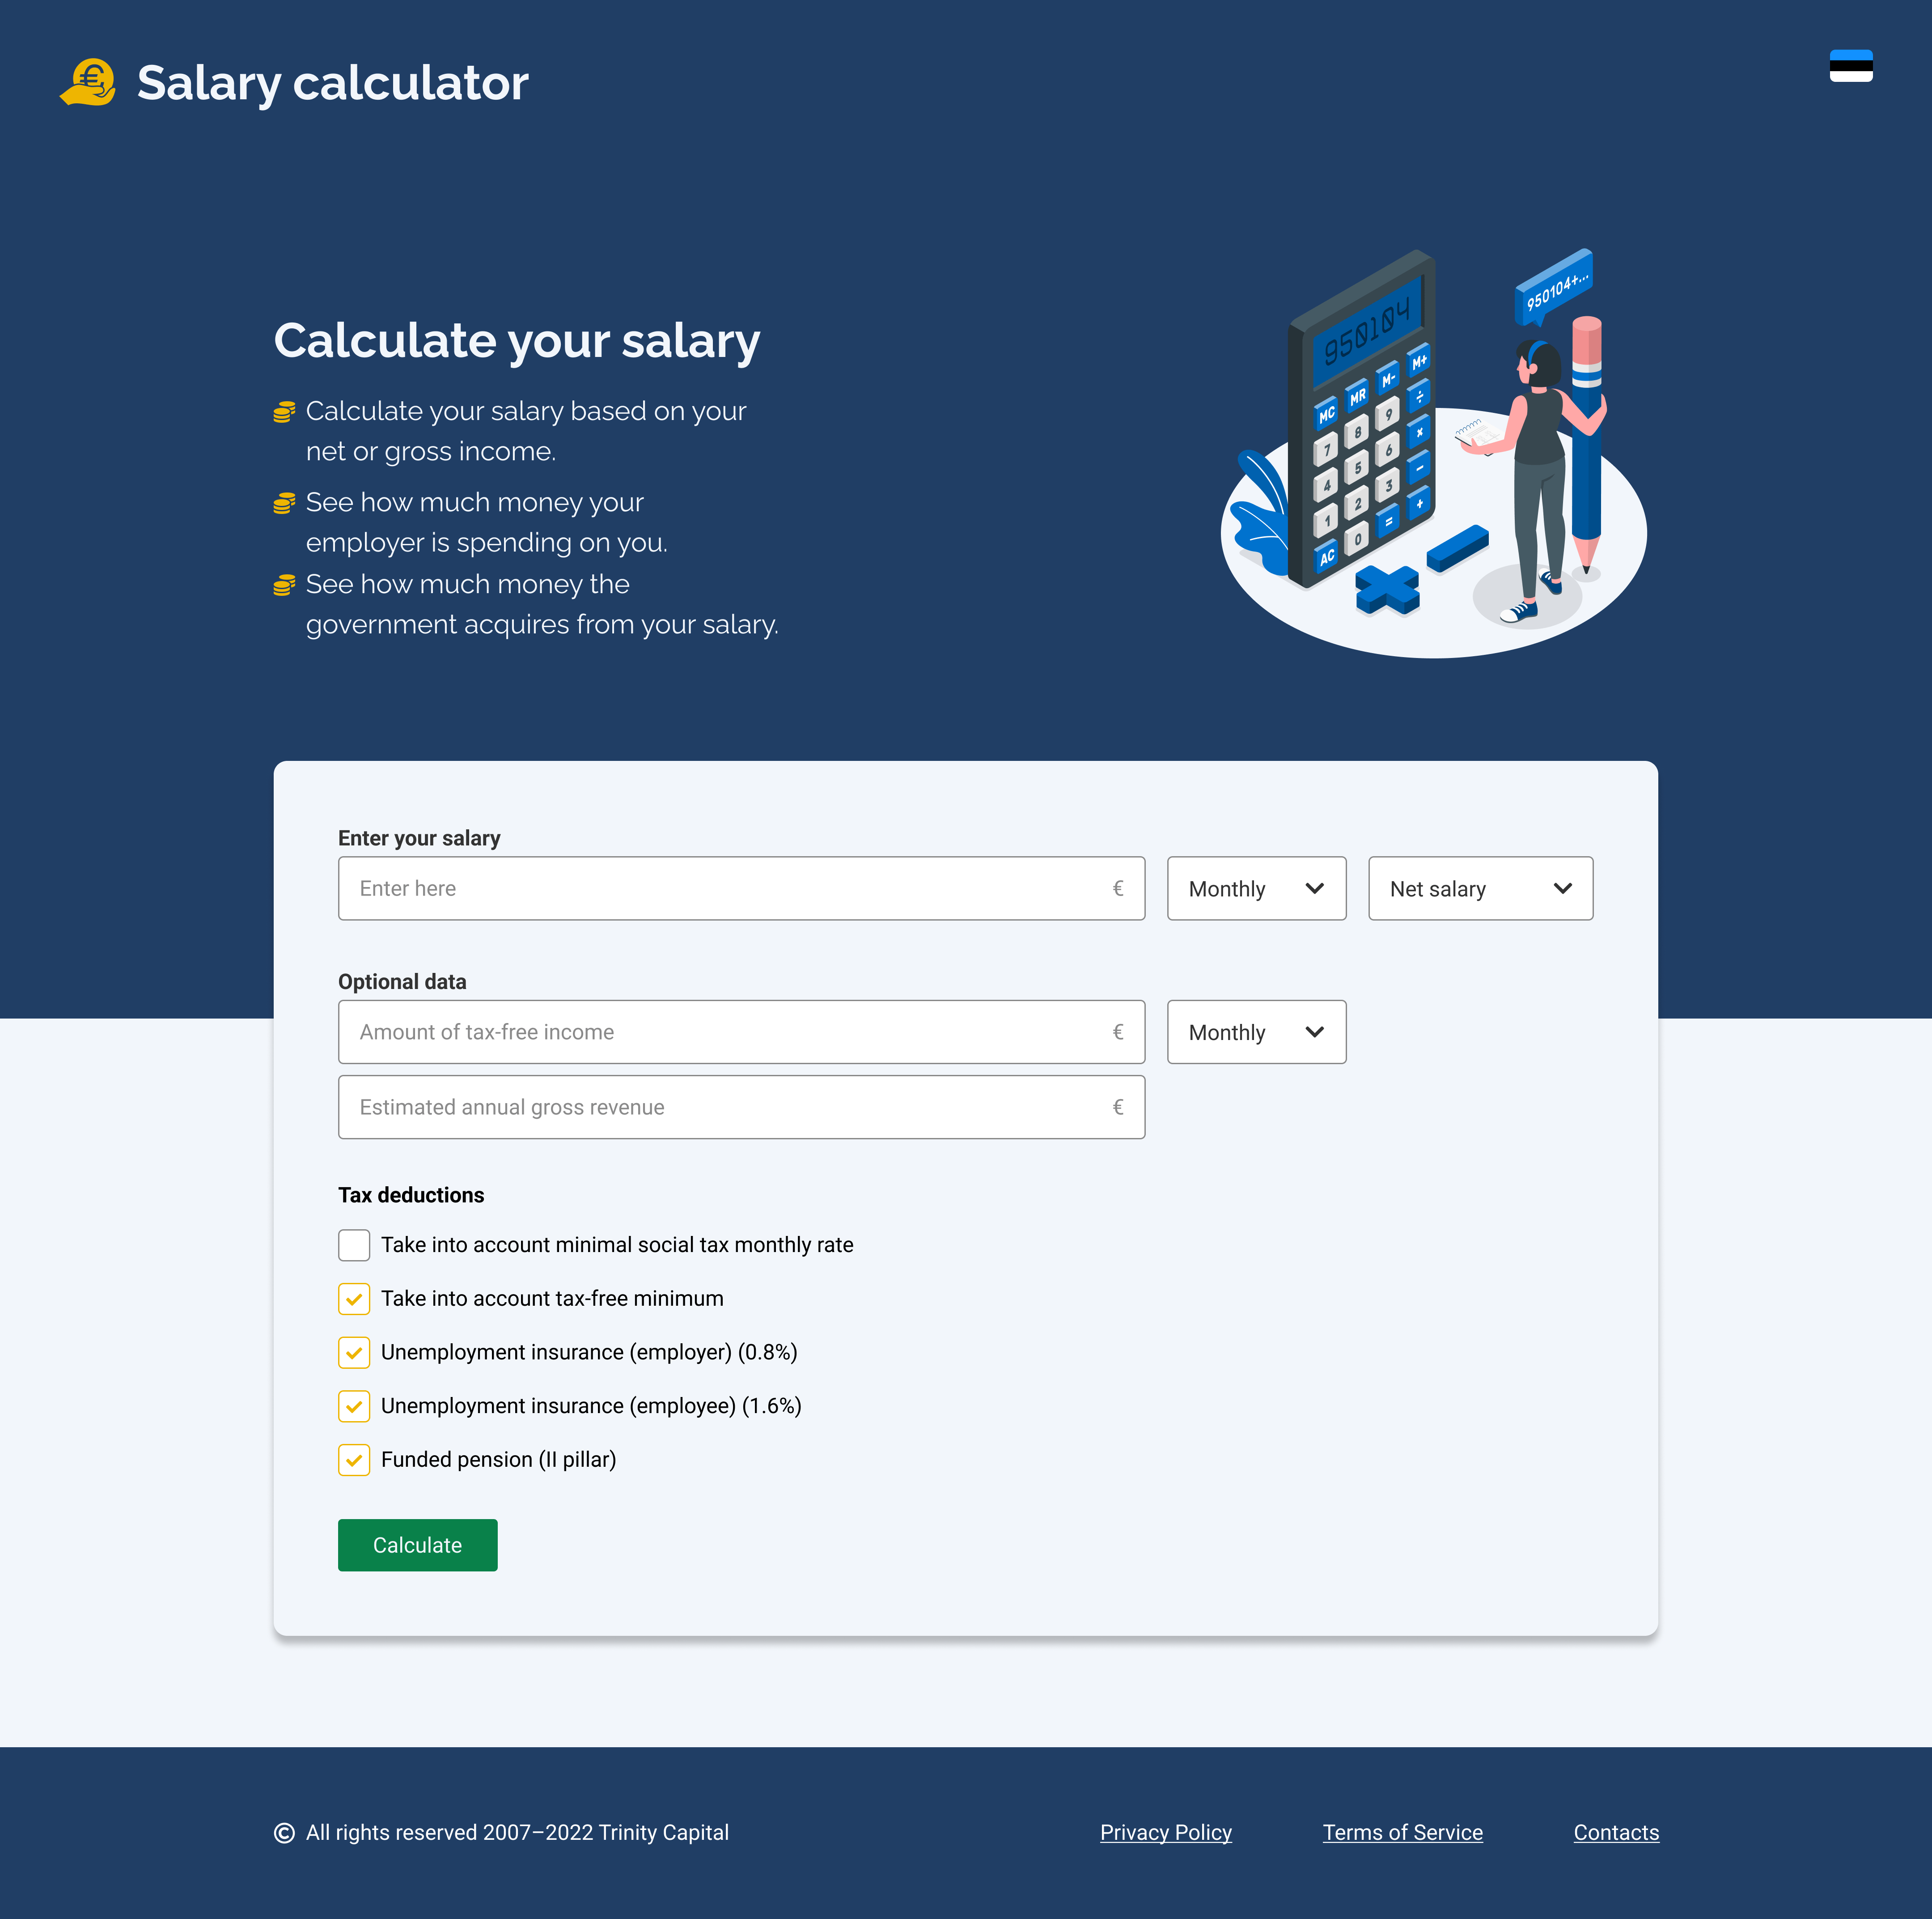 Salary calculator
Calculate your salary
Calculate your salary based on your
net or gross income.
See how much money your
employer is spending on you.
See how much money the
government acquires from your salary.
950104
950104+...
MC MR M- M+
7 8 9 ÷
4 5 6 ×
1 2 3 −
AC 0 = +
Enter your salary
Enter here €
Monthly
Net salary
Optional data
Amount of tax-free income €
Monthly
Estimated annual gross revenue €
Tax deductions
Take into account minimal social tax monthly rate
Take into account tax-free minimum
Unemployment insurance (employer) (0.8%)
Unemployment insurance (employee) (1.6%)
Funded pension (II pillar)
Calculate
© All rights reserved 2007–2022 Trinity Capital
Privacy Policy
Terms of Service
Contacts